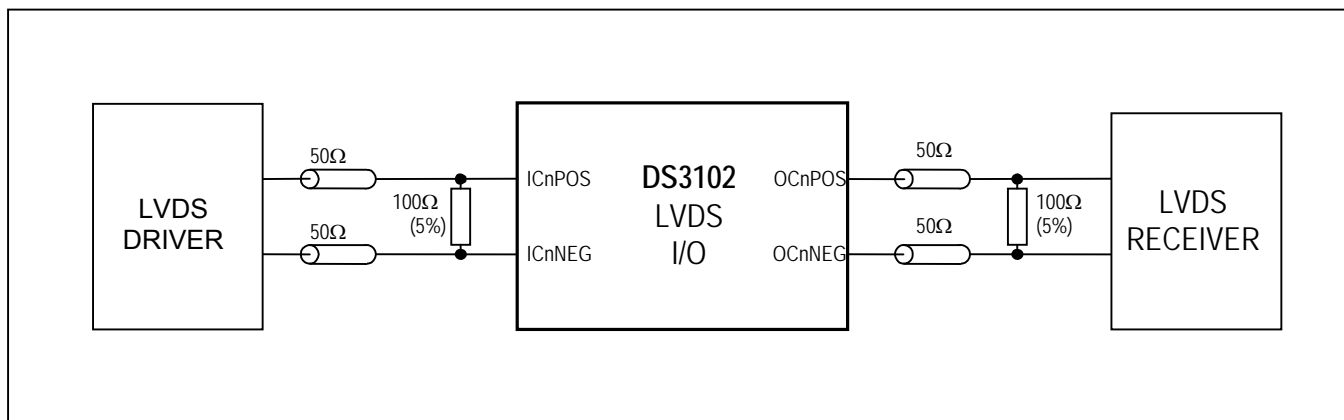 LVDS
DRIVER
50Ω
50Ω
100Ω
(5%)
ICnPOS
ICnNEG
DS3102
LVDS
I/O
OCnPOS
OCnNEG
50Ω
50Ω
100Ω
(5%)
LVDS
RECEIVER